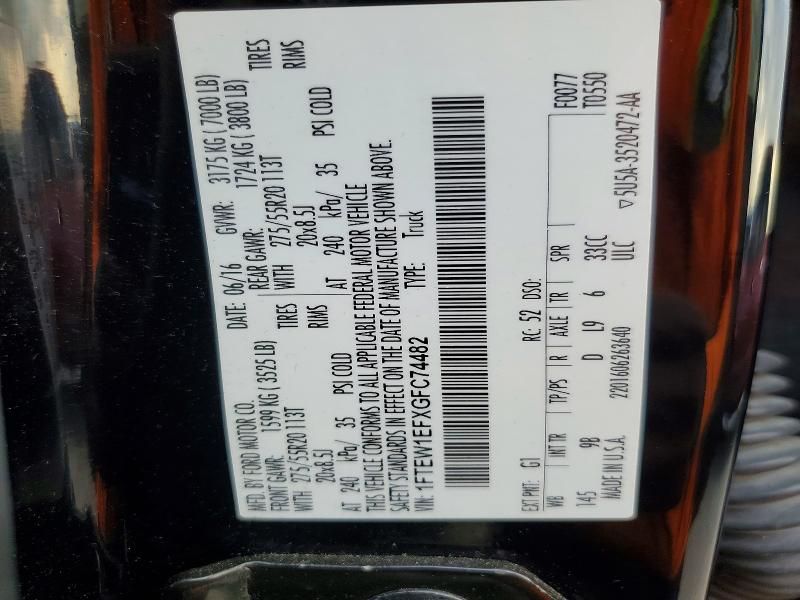 MFD. BY FORD MOTOR CO.
DATE: 06/16 GVWR: 3175 KG ( 7000 LB)
FRONT GAWR: 1599 KG ( 3525 LB) REAR GAWR: 1724 KG ( 3800 LB)
WITH 275/55R20 113T TIRES WITH 275/55R20 113T TIRES
20x8.5J RIMS 20x8.5J RIMS
AT 240 kPa/ 35 PSI COLD AT 240 kPa/ 35 PSI COLD
THIS VEHICLE CONFORMS TO ALL APPLICABLE FEDERAL MOTOR VEHICLE
SAFETY STANDARDS IN EFFECT ON THE DATE OF MANUFACTURE SHOWN ABOVE.
VIN: 1FTEW1EFXGFC74482 TYPE: Truck
EXT PNT: G1 RC: 52 DSO: F0077
WB INT TR TP/PS R AXLE TR SPR T0550
145 9B D L9 6 33CC
ULC
MADE IN U.S.A. 2201606263640 ▽5U5A-3520472-AA